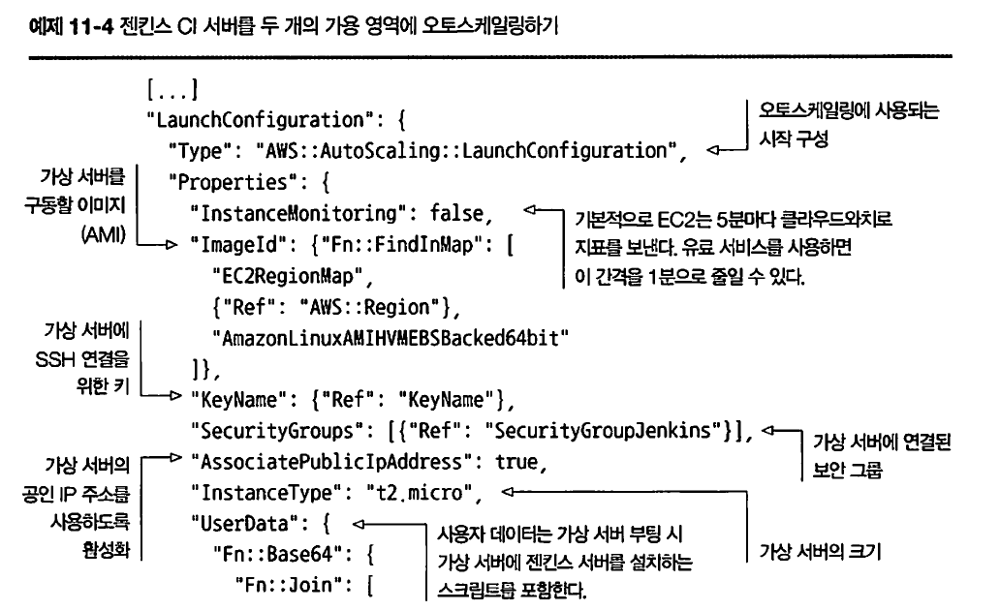 예제 11-4 젠킨스 CI 서버를 두 개의 가용 영역에 오토스케일링하기
[...]
"LaunchConfiguration": {
"Type": "AWS::AutoScaling::LaunchConfiguration",
오토스케일링에 사용되는
시작 구성
"Properties": {
"InstanceMonitoring": false,
기본적으로 EC2는 5분마다 클라우드와치로
지표를 보낸다. 유료 서비스를 사용하면
이 간격을 1분으로 줄일 수 있다.
가상 서버를
구동할 이미지
(AMI)
"ImageId": {"Fn::FindInMap": [
"EC2RegionMap",
{"Ref": "AWS::Region"},
"AmazonLinuxAMIHVMEBSBacked64bit"
]},
가상 서버에
SSH 연결을
위한 키
"KeyName": {"Ref": "KeyName"},
"SecurityGroups": [{"Ref": "SecurityGroupJenkins"}],
가상 서버에 연결된
보안 그룹
가상 서버의
공인 IP 주소를
사용하도록
활성화
"AssociatePublicIpAddress": true,
"InstanceType": "t2.micro",
가상 서버의 크기
"UserData": {
사용자 데이터는 가상 서버 부팅 시
가상 서버에 젠킨스 서버를 설치하는
스크립트를 포함한다.
"Fn::Base64": {
"Fn::Join": [